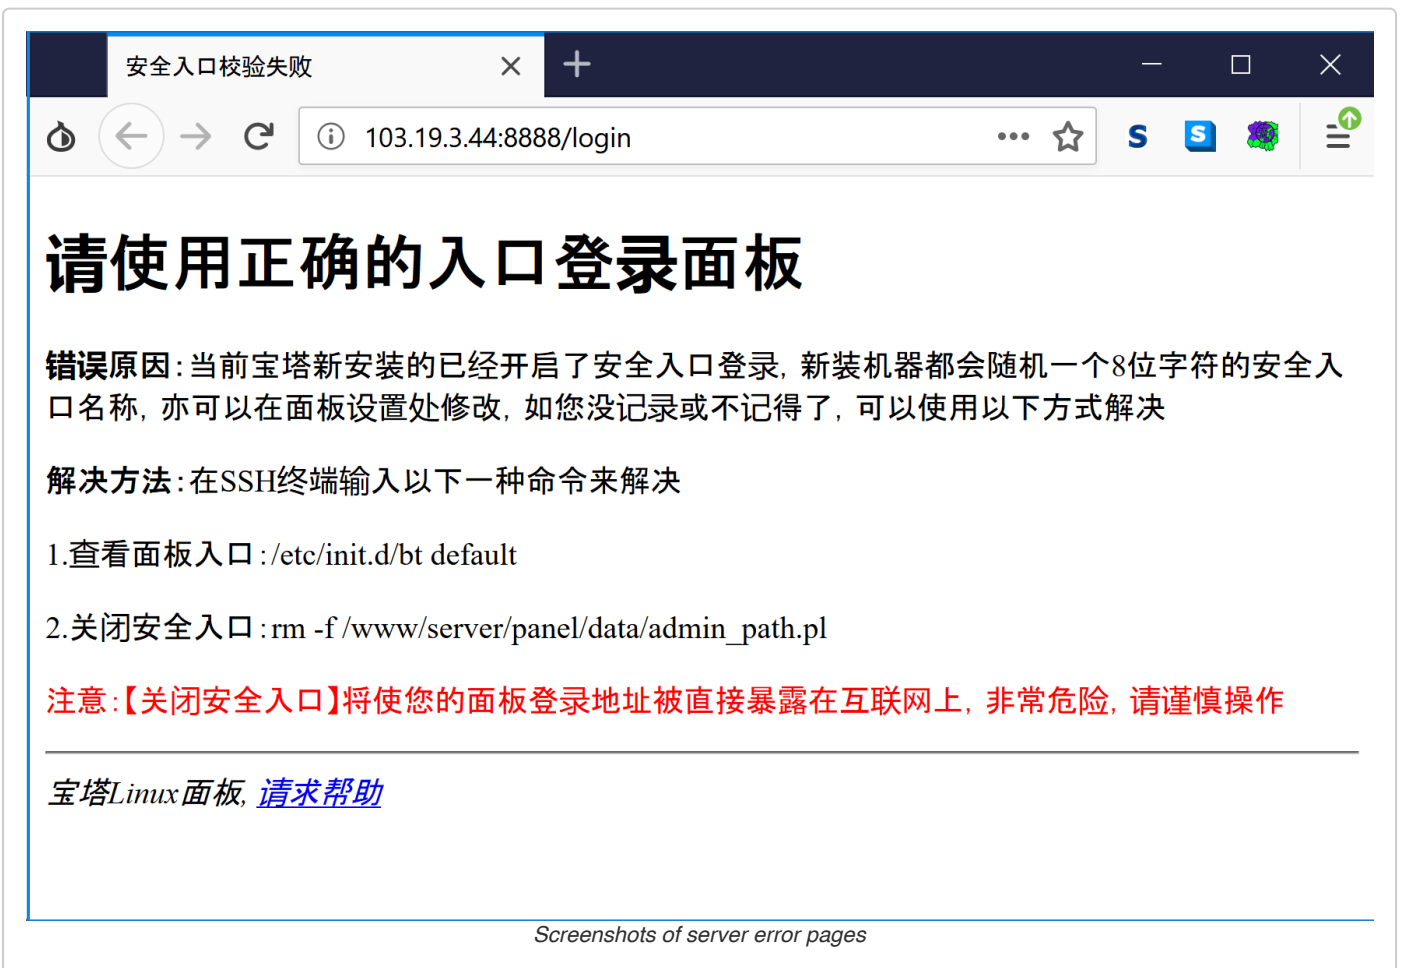 安全入口校验失败
103.19.3.44:8888/login
S
S
请使用正确的入口登录面板
错误原因:当前宝塔新安装的已经开启了安全入口登录, 新装机器都会随机一个8位字符的安全入
口名称, 亦可以在面板设置处修改, 如您没记录或不记得了, 可以使用以下方式解决
解决方法:在SSH终端输入以下一种命令来解决
1.查看面板入口:/etc/init.d/bt default
2.关闭安全入口:rm -f /www/server/panel/data/admin_path.pl
注意:【关闭安全入口】将使您的面板登录地址被直接暴露在互联网上, 非常危险, 请谨慎操作
宝塔Linux面板, 请求帮助
Screenshots of server error pages